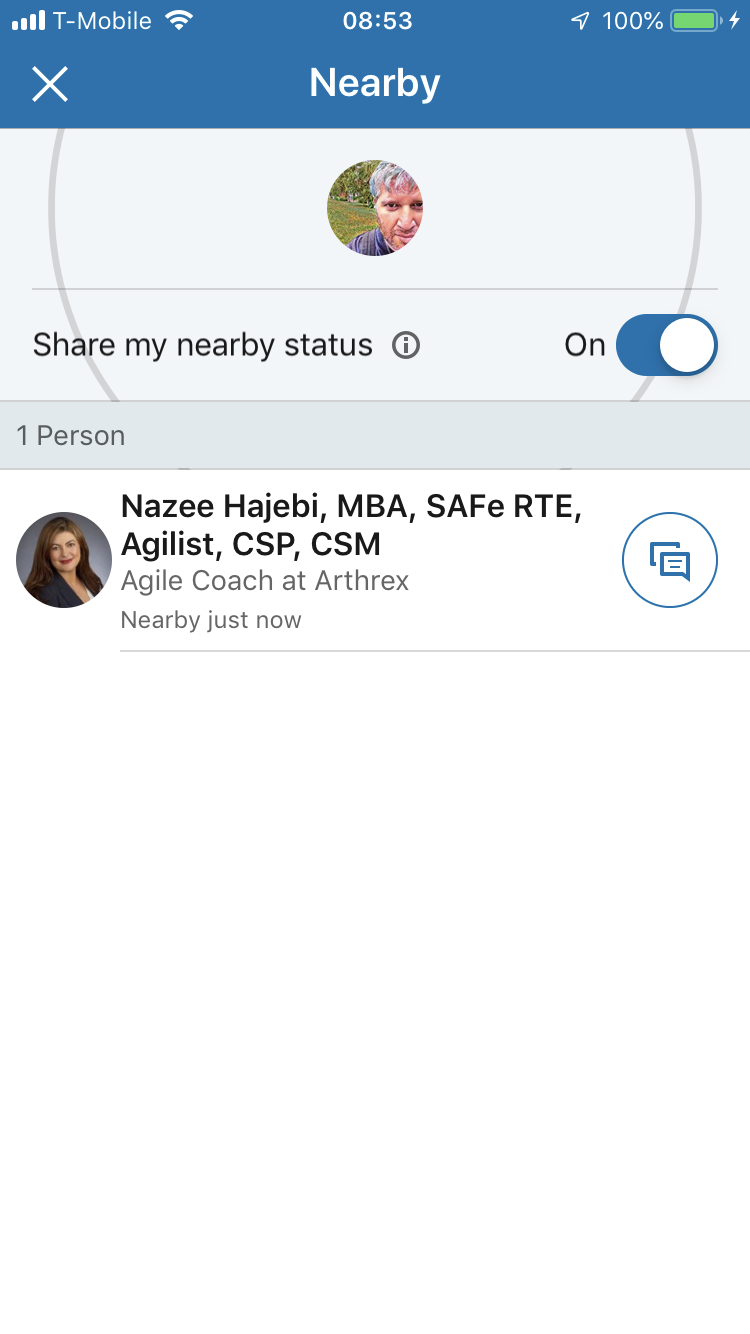 T-Mobile 08:53 100%
Nearby
Share my nearby status On
1 Person
Nazee Hajebi, MBA, SAFe RTE,
Agilist, CSP, CSM
Agile Coach at Arthrex
Nearby just now